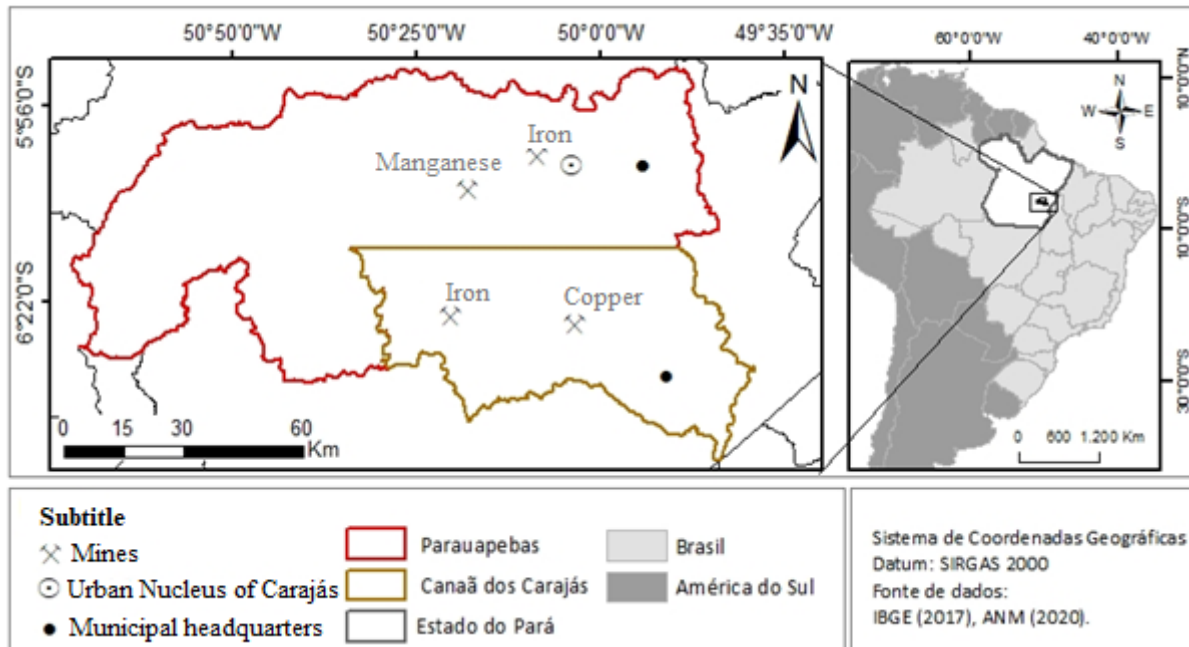 50°50'0"W 50°25'0"W 50°0'0"W 49°35'0"W
60°0'0"W 40°0'0"W
5°56'0"S
6°22'0"S
N
Iron
Manganese
Iron
Copper
0 15 30 60
Km
N
W E
S
10°0'0"N
10°0'0"S
30°0'0"S
0 600 1.200 Km
Subtitle
Mines
Urban Nucleus of Carajás
Municipal headquarters
Parauapebas
Canaã dos Carajás
Estado do Pará
Brasil
América do Sul
Sistema de Coordenadas Geográficas
Datum: SIRGAS 2000
Fonte de dados:
IBGE (2017), ANM (2020).